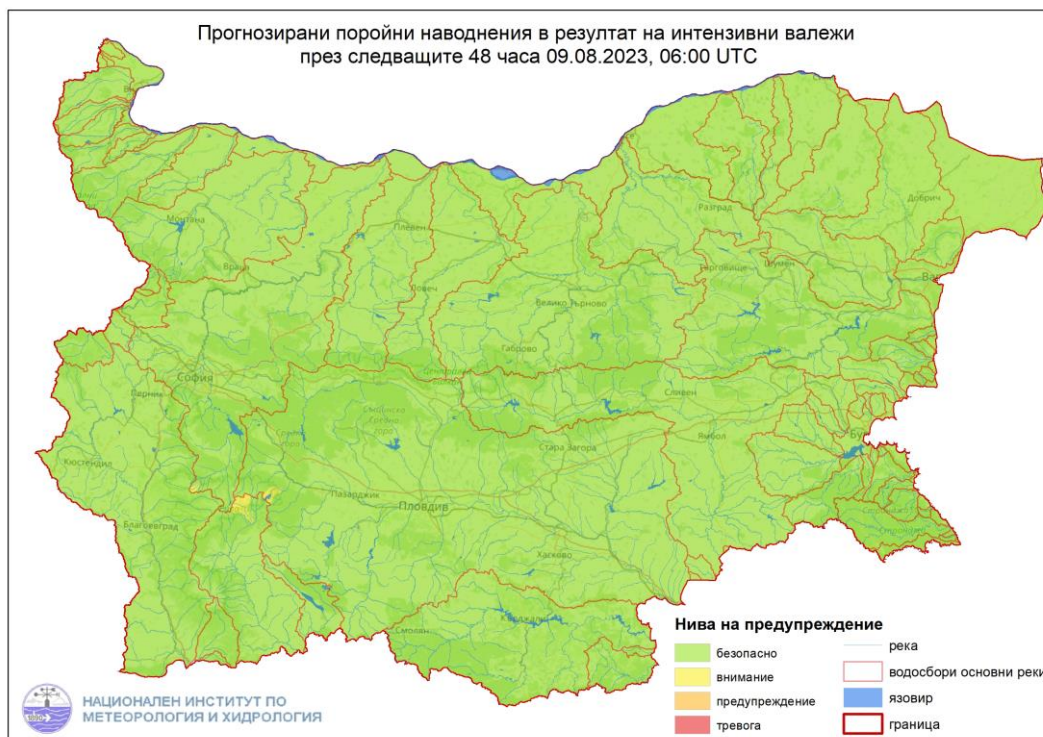 Прогнозирани поройни наводнения в резултат на интензивни валежи
през следващите 48 часа 09.08.2023, 06:00 UTC
Разград
Добрич
Монтана
Плевен
Враца
Ловеч
Търговище
Шумен
Велико Търново
Габрово
София
Перник
Сливен
Стара Загора
Ямбол
Кюстендил
Пазарджик
Пловдив
Благоевград
Хасково
Смолян
Нива на предупреждение
безопасно
внимание
предупреждение
тревога
река
водосбори основни реки
язовир
граница
НАЦИОНАЛЕН ИНСТИТУТ ПО
МЕТЕОРОЛОГИЯ И ХИДРОЛОГИЯ